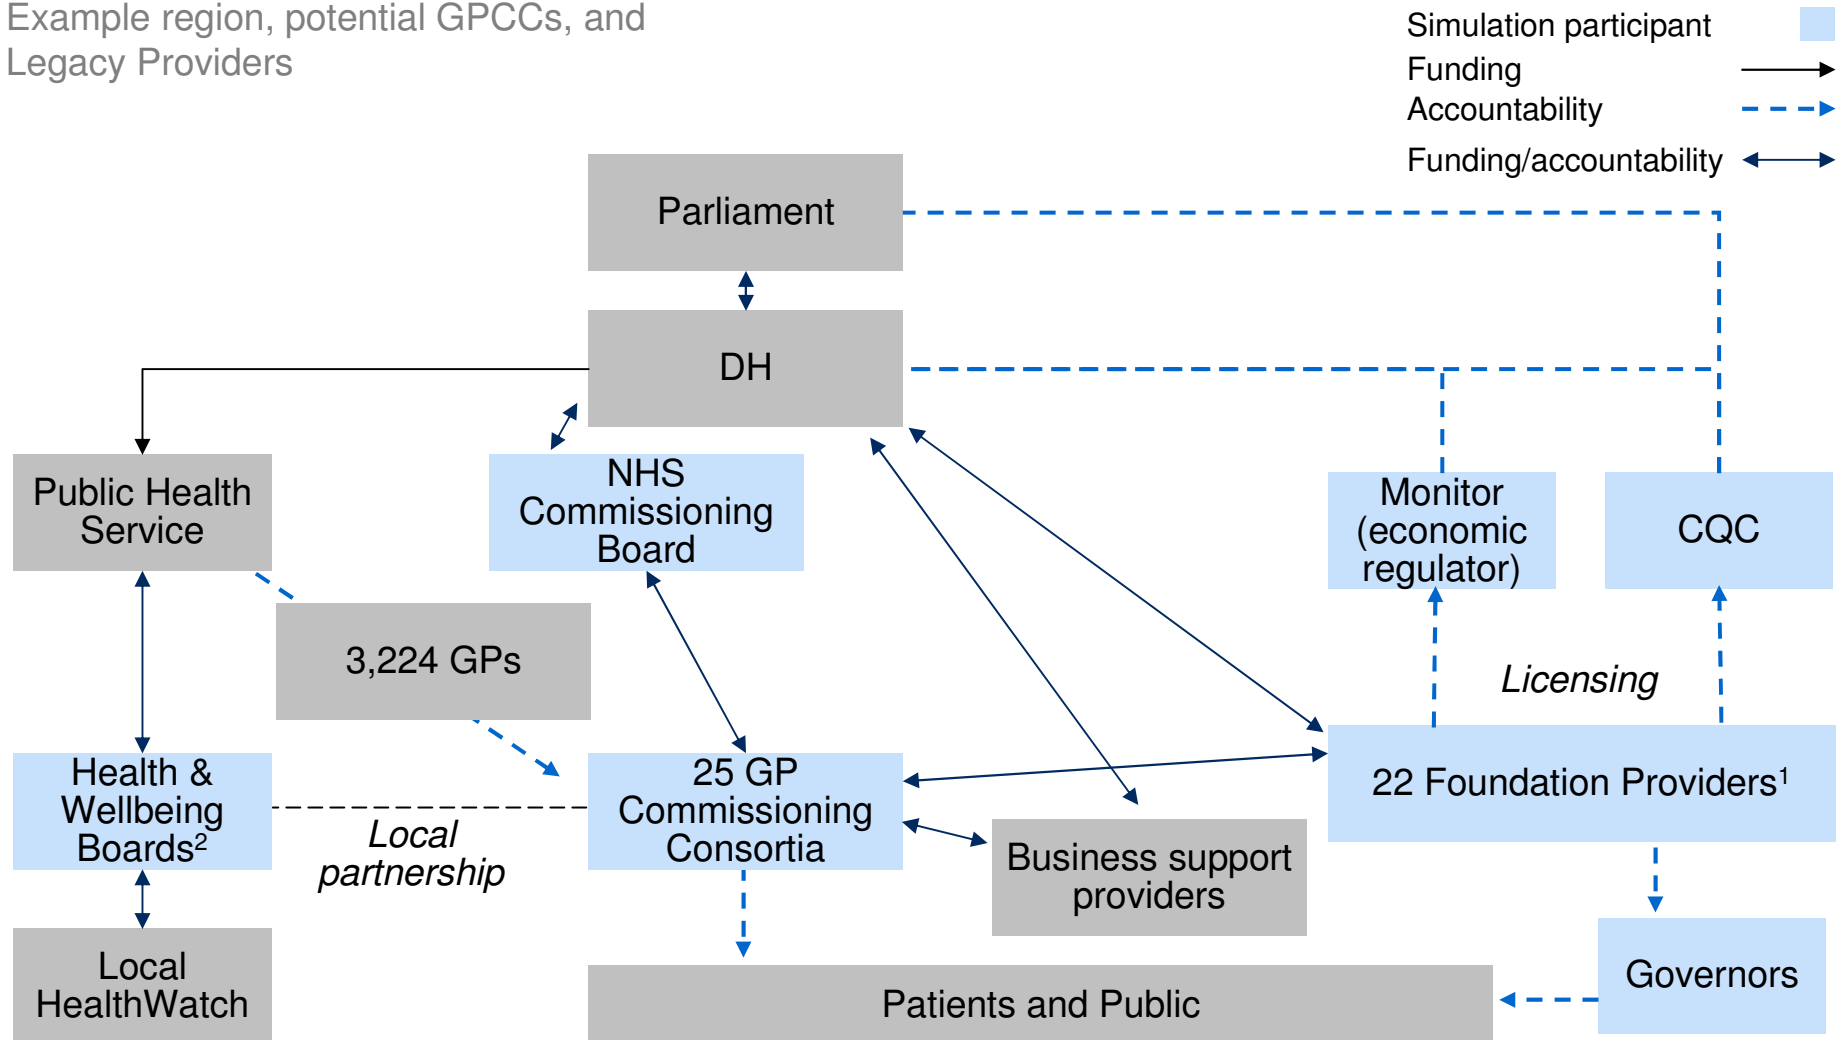 Example region, potential GPCCs, and
Legacy Providers
Simulation participant
Funding
Accountability
Funding/accountability
Parliament
DH
Public Health
Service
NHS
Commissioning
Board
Monitor
(economic
regulator)
CQC
3,224 GPs
Licensing
Health &
Wellbeing
Boards²
Local
partnership
25 GP
Commissioning
Consortia
22 Foundation Providers¹
Business support
providers
Local
HealthWatch
Patients and Public
Governors